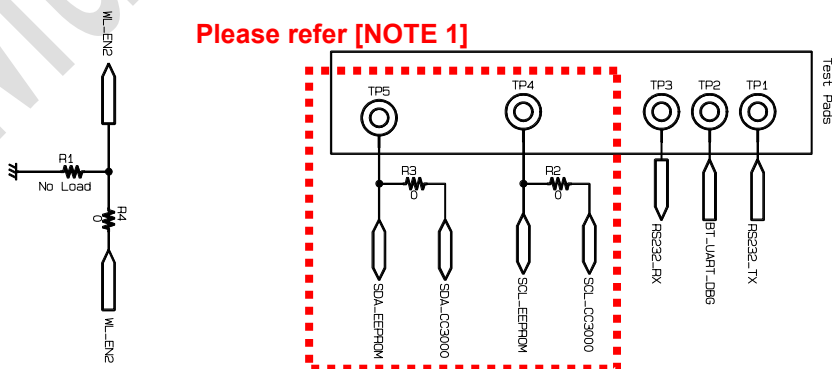 Please refer [NOTE 1]
WL_EN2
R1
No Load
R4
0
WL_EN2
Test Pads
TP5
TP4
TP3
TP2
TP1
R3
0
R2
0
SDA_EEPROM
SDA_CC3000
SCL_EEPROM
SCL_CC3000
RS232_RX
BT_UART_DBG
RS232_TX